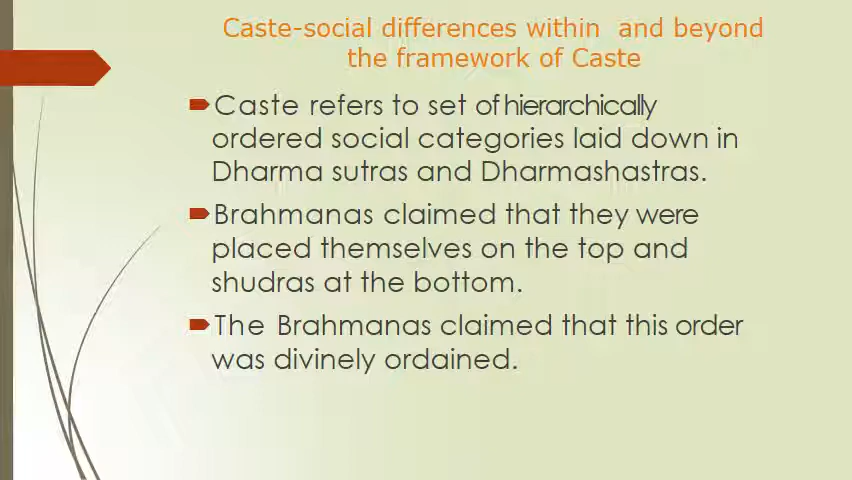 Caste-social differences within and beyond
the framework of Caste
Caste refers to set of hierarchically
ordered social categories laid down in
Dharma sutras and Dharmashastras.
Brahmanas claimed that they were
placed themselves on the top and
shudras at the bottom.
The Brahmanas claimed that this order
was divinely ordained.